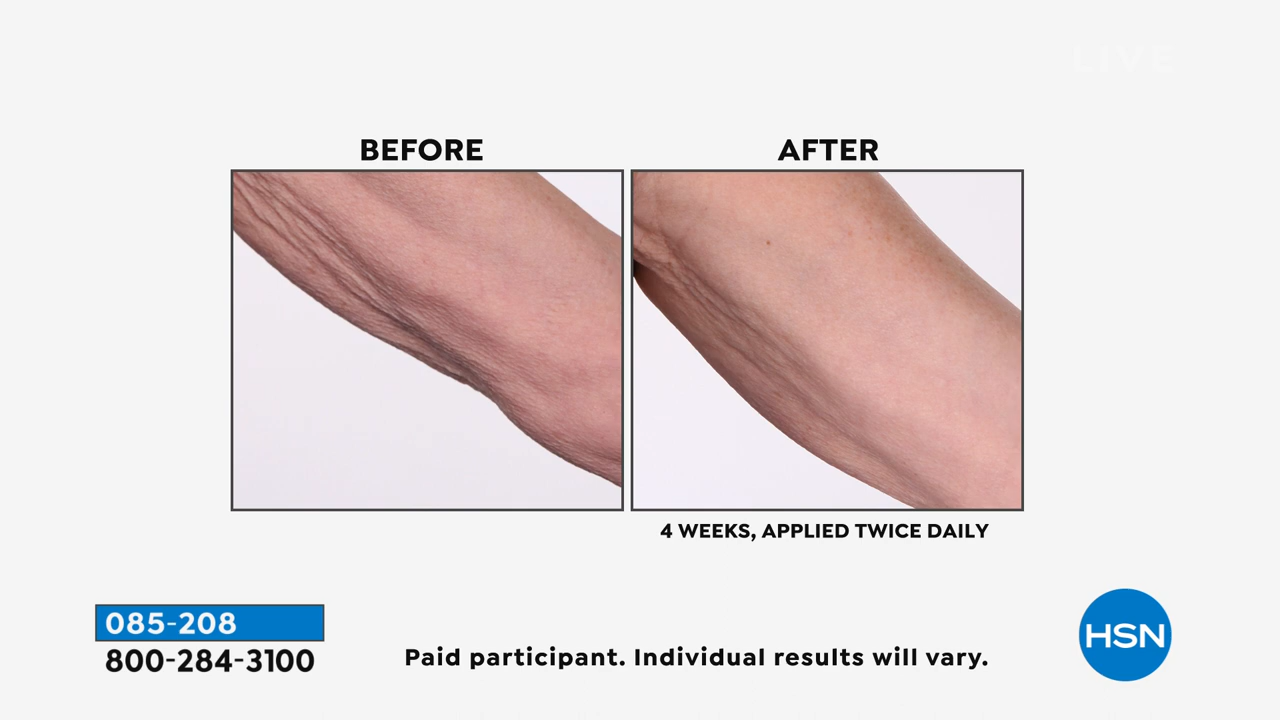 LIVE
BEFORE
AFTER
4 WEEKS, APPLIED TWICE DAILY
085-208
800-284-3100
Paid participant. Individual results will vary.
HSN